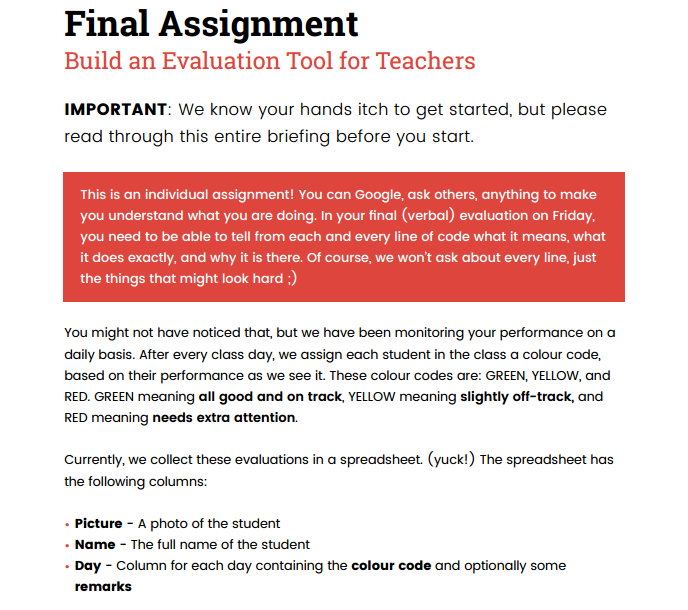 Final Assignment
Build an Evaluation Tool for Teachers
IMPORTANT: We know your hands itch to get started, but please
read through this entire briefing before you start.
This is an individual assignment! You can Google, ask others, anything to make
you understand what you are doing. In your final (verbal) evaluation on Friday,
you need to be able to tell from each and every line of code what it means, what
it does exactly, and why it is there. Of course, we won't ask about every line, just
the things that might look hard ;)
You might not have noticed that, but we have been monitoring your performance on a
daily basis. After every class day, we assign each student in the class a colour code,
based on their performance as we see it. These colour codes are: GREEN, YELLOW, and
RED. GREEN meaning all good and on track, YELLOW meaning slightly off-track, and
RED meaning needs extra attention.
Currently, we collect these evaluations in a spreadsheet. (yuck!) The spreadsheet has
the following columns:
• Picture - A photo of the student
• Name - The full name of the student
• Day - Column for each day containing the colour code and optionally some
remarks